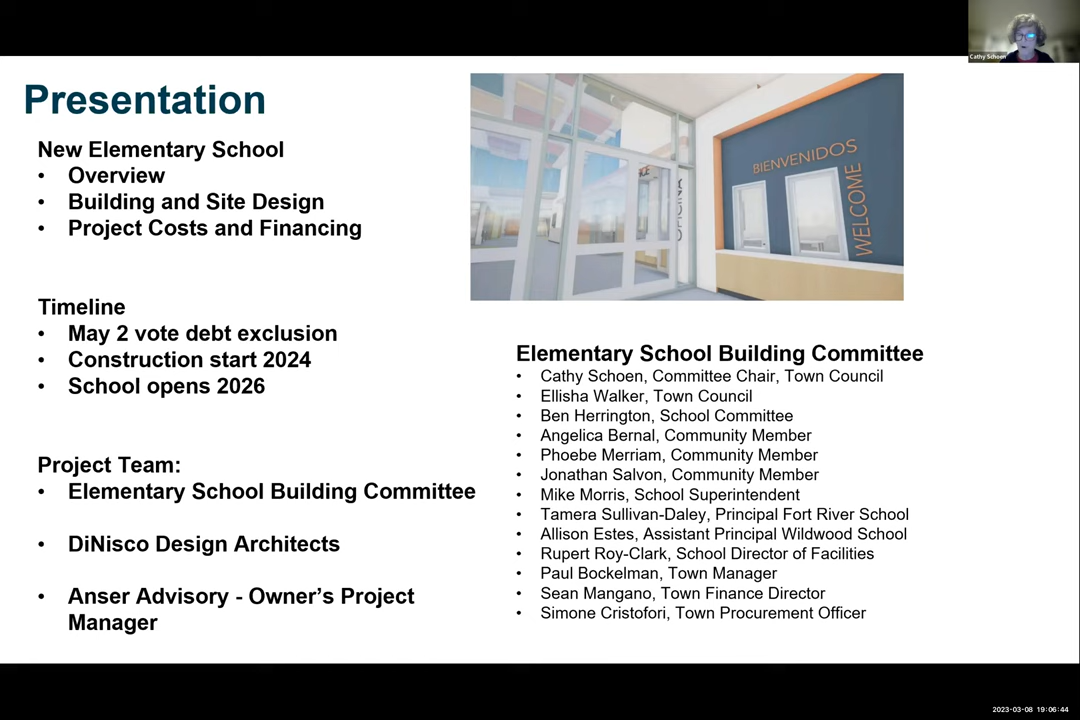 Cathy Schoen
Presentation
New Elementary School
• Overview
• Building and Site Design
• Project Costs and Financing
Timeline
• May 2 vote debt exclusion
• Construction start 2024
• School opens 2026
Project Team:
• Elementary School Building Committee
• DiNisco Design Architects
• Anser Advisory - Owner's Project
Manager
BIENVENIDOS
WELCOME
Elementary School Building Committee
• Cathy Schoen, Committee Chair, Town Council
• Ellisha Walker, Town Council
• Ben Herrington, School Committee
• Angelica Bernal, Community Member
• Phoebe Merriam, Community Member
• Jonathan Salvon, Community Member
• Mike Morris, School Superintendent
• Tamera Sullivan-Daley, Principal Fort River School
• Allison Estes, Assistant Principal Wildwood School
• Rupert Roy-Clark, School Director of Facilities
• Paul Bockelman, Town Manager
• Sean Mangano, Town Finance Director
• Simone Cristofori, Town Procurement Officer
2023-03-08 19:06:44